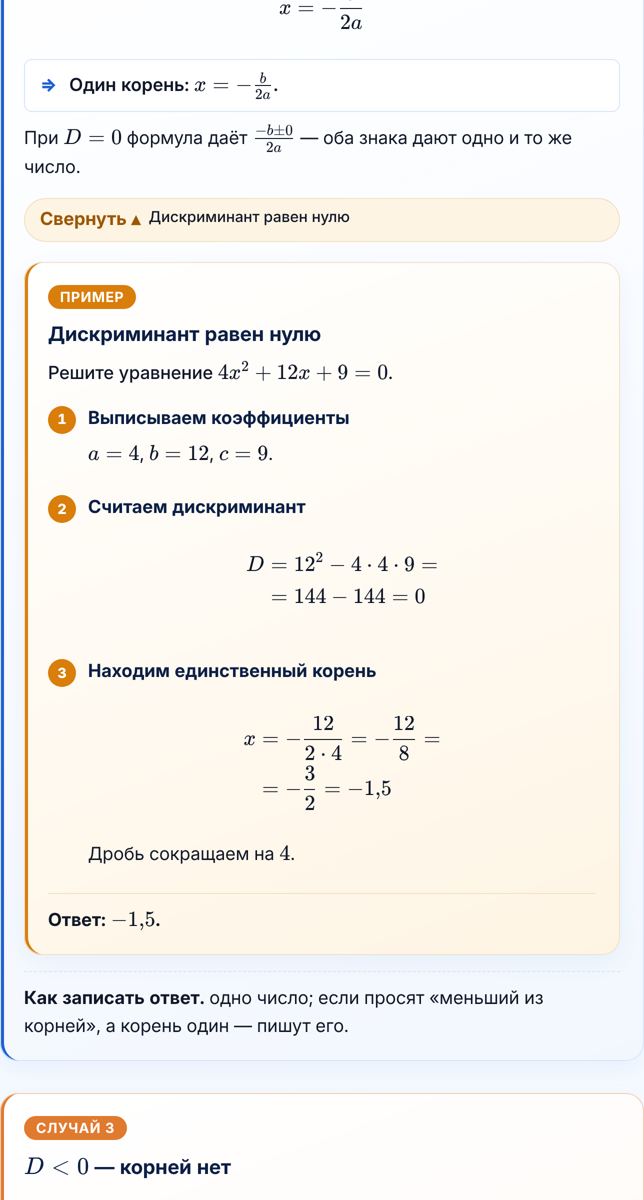 x = −b/2a
⇒ Один корень: x = −b/2a.
При D = 0 формула даёт −b±0/2a — оба знака дают одно и то же
число.
Свернуть ▲ Дискриминант равен нулю
ПРИМЕР
Дискриминант равен нулю
Решите уравнение 4x² + 12x + 9 = 0.
1 Выписываем коэффициенты
a = 4, b = 12, c = 9.
2 Считаем дискриминант
D = 12² − 4 · 4 · 9 =
= 144 − 144 = 0
3 Находим единственный корень
x = −12/(2 · 4) = −12/8 =
= −3/2 = −1,5
Дробь сокращаем на 4.
Ответ: −1,5.
Как записать ответ. одно число; если просят «меньший из
корней», а корень один — пишут его.
СЛУЧАЙ 3
D < 0 — корней нет